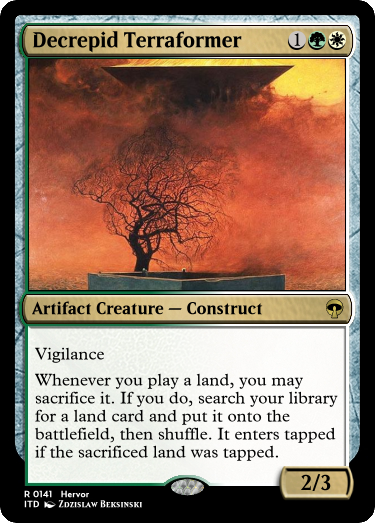 Decrepid Terraformer 1
Artifact Creature — Construct
Vigilance
Whenever you play a land, you may
sacrifice it. If you do, search your library
for a land card and put it onto the
battlefield, then shuffle. It enters tapped
if the sacrificed land was tapped.
2/3
R 0141 Hervor
ITD Zdzislaw Beksinski